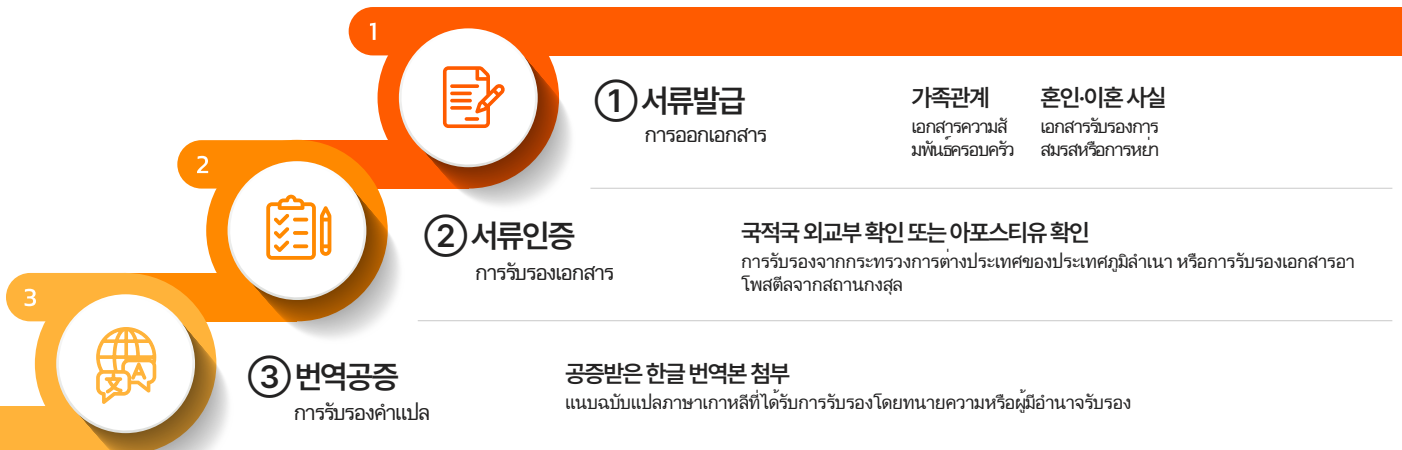 1
① 서류발급
การออกเอกสาร
가족관계
เอกสารความสั
มพันธ์ครอบครัว
혼인·이혼 사실
เอกสารรับรองการ
สมรสหรือการหย่า
2
② 서류인증
การรับรองเอกสาร
국적국 외교부 확인 또는 아포스티유 확인
การรับรองจากกระทรวงการต่างประเทศของประเทศภูมิลำเนา หรือการรับรองเอกสารอา
โพสตีลจากสถานกงสุล
3
③ 번역공증
การรับรองคำแปล
공증받은 한글 번역본 첨부
แนบฉบับแปลภาษาเกาหลีที่ได้รับการรับรองโดยทนายความหรือผู้มีอำนาจรับรอง